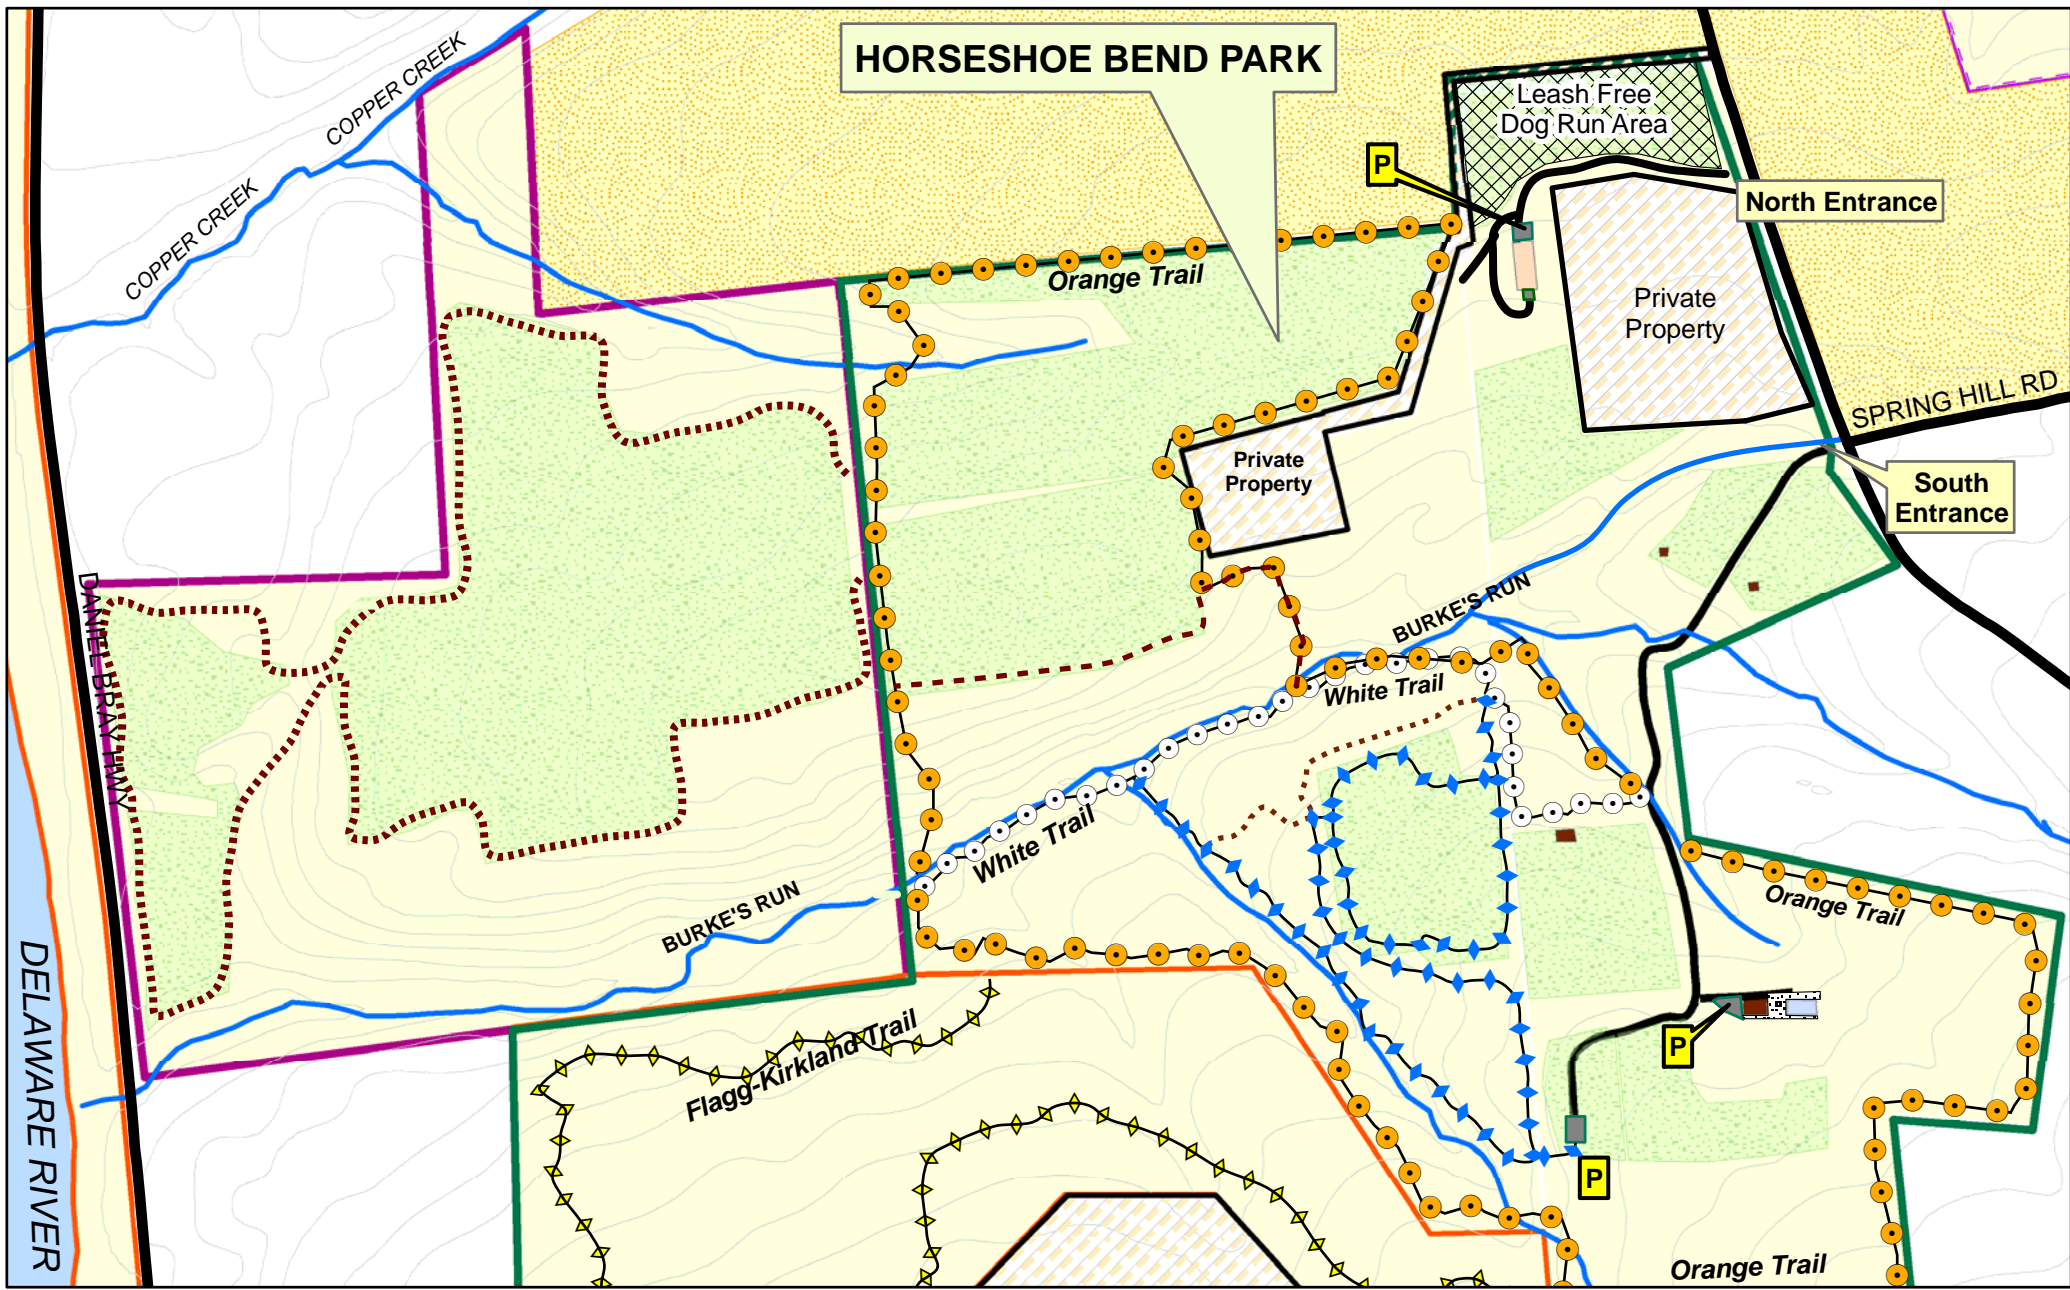 HORSESHOE BEND PARK
COPPER CREEK
COPPER CREEK
Leash Free
Dog Run Area
P
North Entrance
Orange Trail
Private
Property
SPRING HILL RD
Private
Property
South
Entrance
BURKE'S RUN
DANIEL BRAY HWY
White Trail
White Trail
BURKE'S RUN
Orange Trail
DELAWARE RIVER
Flagg-Kirkland Trail
P
P
Orange Trail